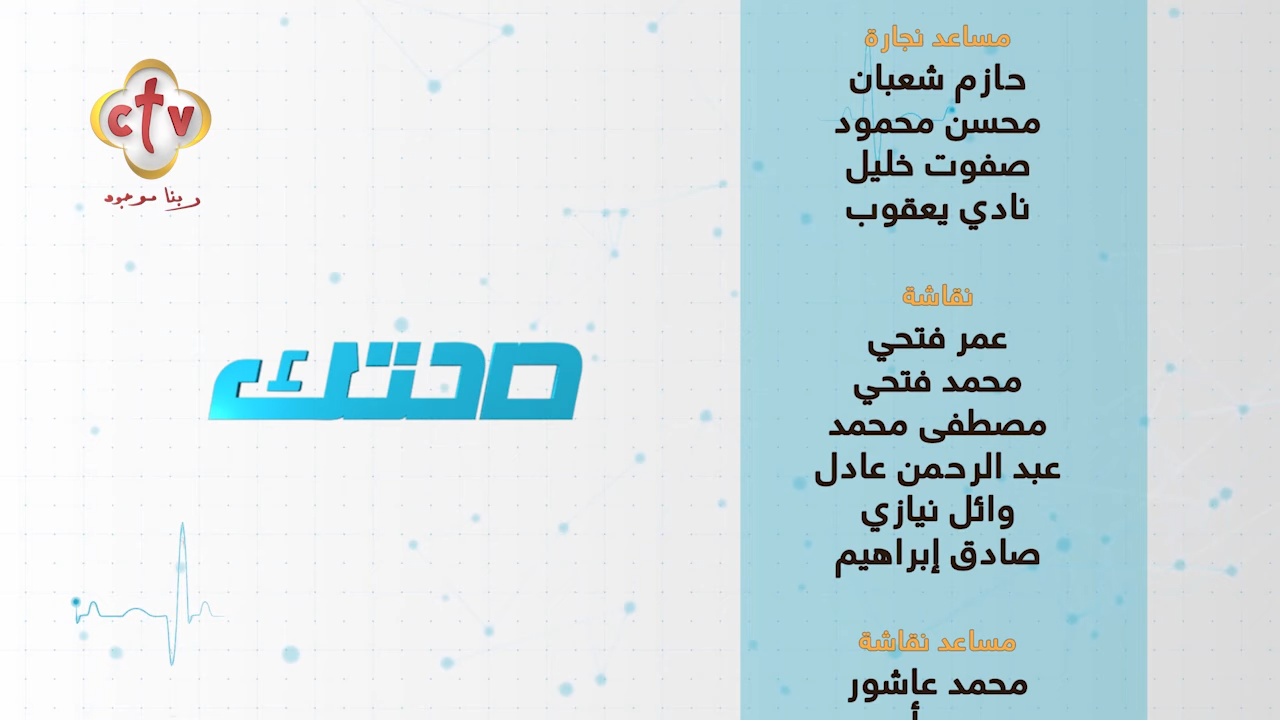 ctv
ربنا موجود
صحتك
مساعد نجارة
حازم شعبان
محسن محمود
صفوت خليل
نادي يعقوب
نقاشة
عمر فتحي
محمد فتحي
مصطفى محمد
عبد الرحمن عادل
وائل نيازي
صادق إبراهيم
مساعد نقاشة
محمد عاشور